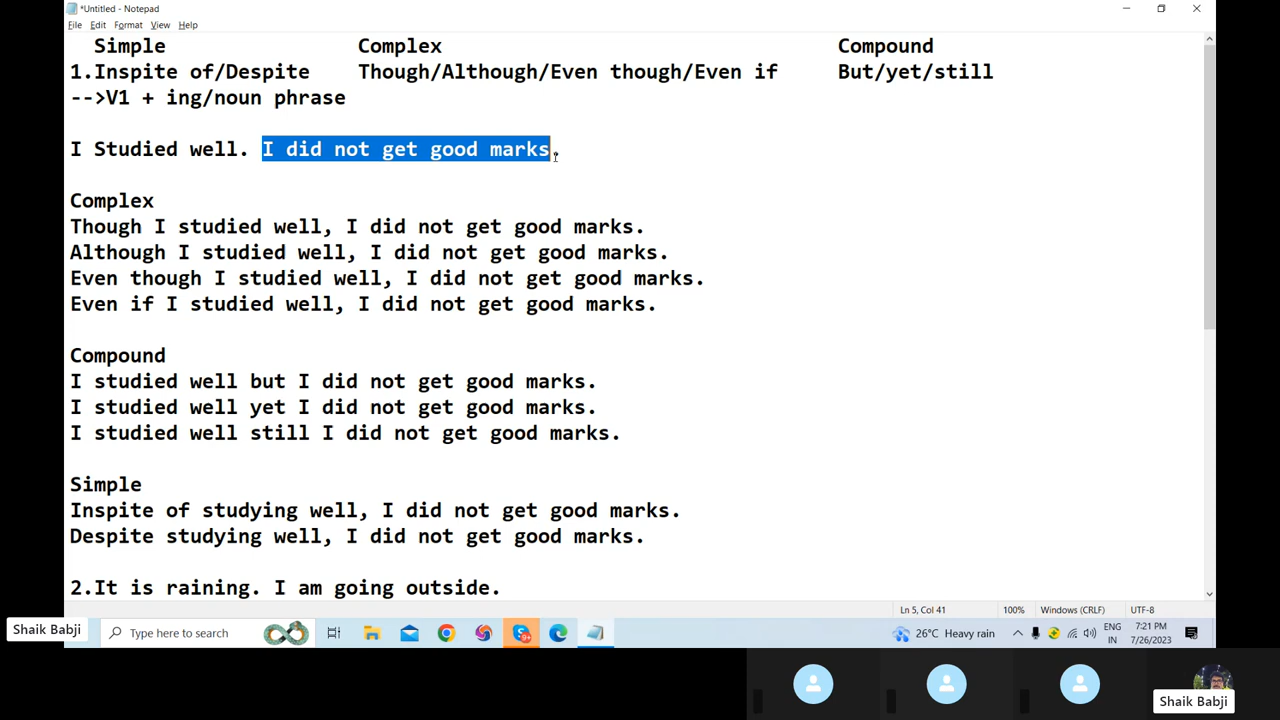 *Untitled - Notepad
File Edit Format View Help
Simple Complex Compound
1.Inspite of/Despite Though/Although/Even though/Even if But/yet/still
-->V1 + ing/noun phrase
I Studied well. I did not get good marks.
Complex
Though I studied well, I did not get good marks.
Although I studied well, I did not get good marks.
Even though I studied well, I did not get good marks.
Even if I studied well, I did not get good marks.
Compound
I studied well but I did not get good marks.
I studied well yet I did not get good marks.
I studied well still I did not get good marks.
Simple
Inspite of studying well, I did not get good marks.
Despite studying well, I did not get good marks.
2.It is raining. I am going outside.
Ln 5, Col 41 100% Windows (CRLF) UTF-8
Shaik Babji
Type here to search
26°C Heavy rain
ENG
IN
7:21 PM
7/26/2023
Shaik Babji